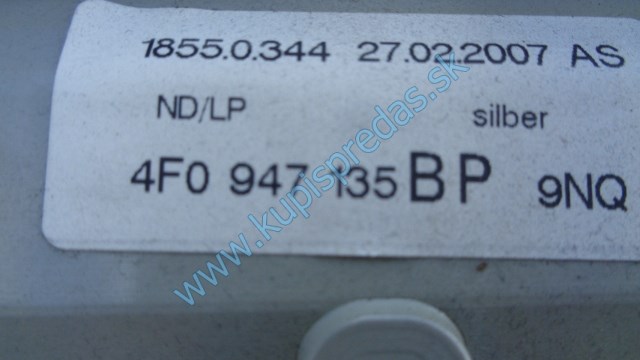 1855.0.344 27.02.2007 AS
ND/LP silber
4F0 947 135 BP 9NQ
www.kupispredas.sk